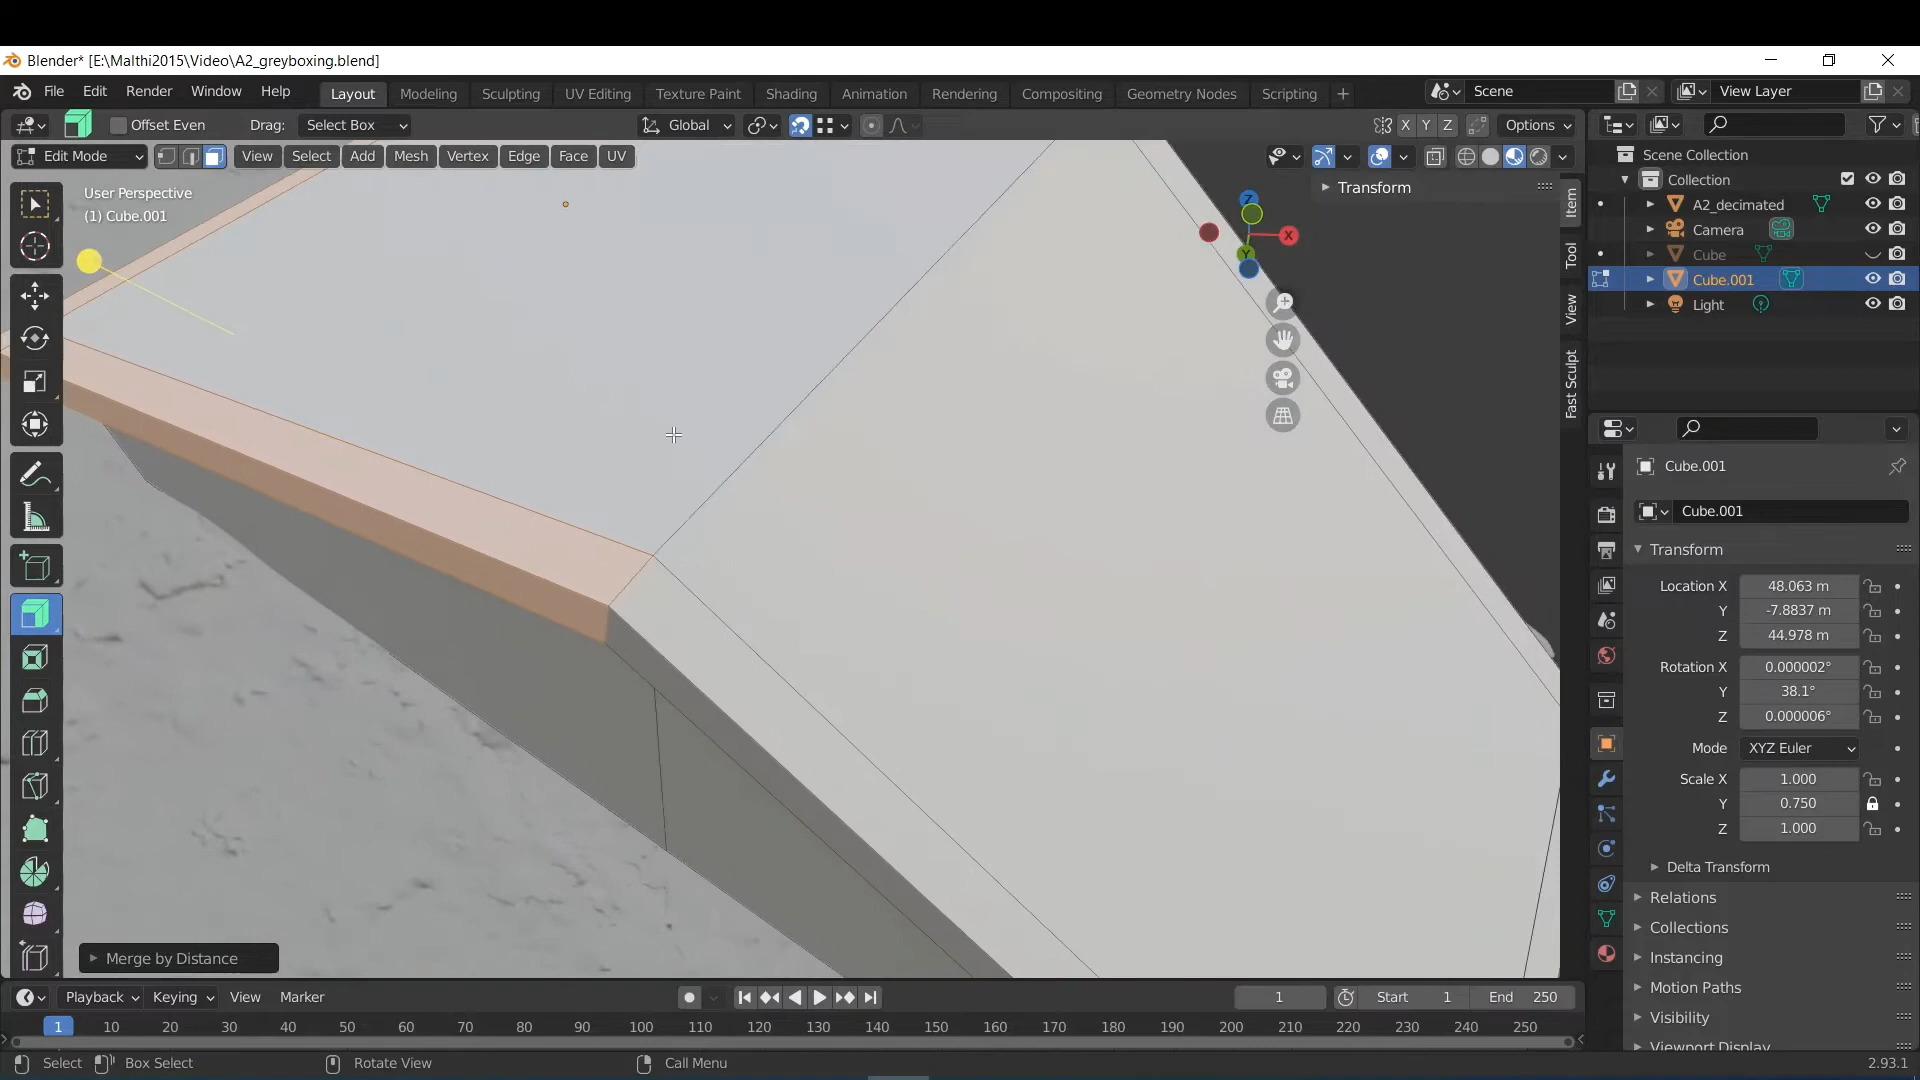 Blender* [E:\Malthi2015\Video\A2_greyboxing.blend]
File Edit Render Window Help Layout Modeling Sculpting UV Editing Texture Paint Shading Animation Rendering Compositing Geometry Nodes Scripting + Scene View Layer
Offset Even Drag: Select Box Global X Y Z Options
Edit Mode View Select Add Mesh Vertex Edge Face UV
User Perspective
(1) Cube.001
Transform
Item
Tool
View
Fast Sculpt
Z
X
Y
Scene Collection
Collection
A2_decimated
Camera
Cube
Cube.001
Light
Cube.001
Cube.001
Transform
Location X 48.063 m
Y -7.8837 m
Z 44.978 m
Rotation X 0.000002°
Y 38.1°
Z 0.000006°
Mode XYZ Euler
Scale X 1.000
Y 0.750
Z 1.000
Delta Transform
Relations
Collections
Instancing
Motion Paths
Visibility
Viewport Display
Merge by Distance
Playback Keying View Marker 1 Start 1 End 250
1 10 20 30 40 50 60 70 80 90 100 110 120 130 140 150 160 170 180 190 200 210 220 230 240 250
Select Box Select Rotate View Call Menu 2.93.1